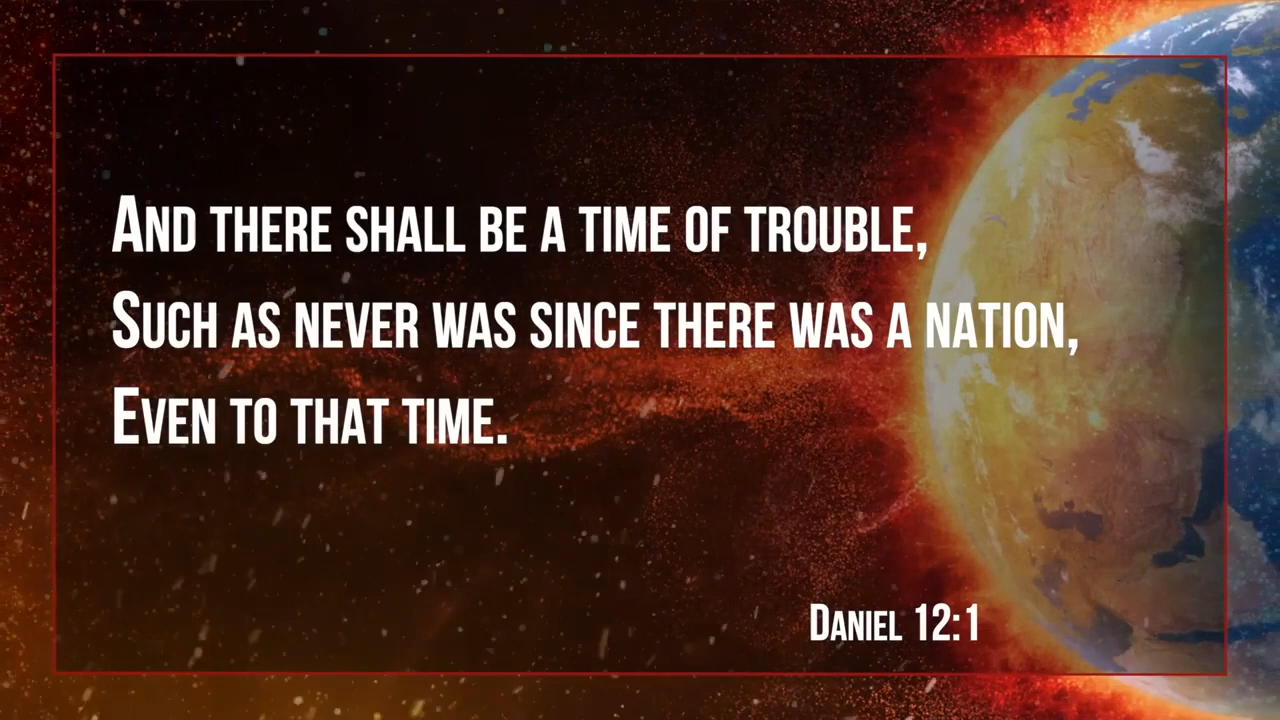 And there shall be a time of trouble,
Such as never was since there was a nation,
Even to that time.
Daniel 12:1